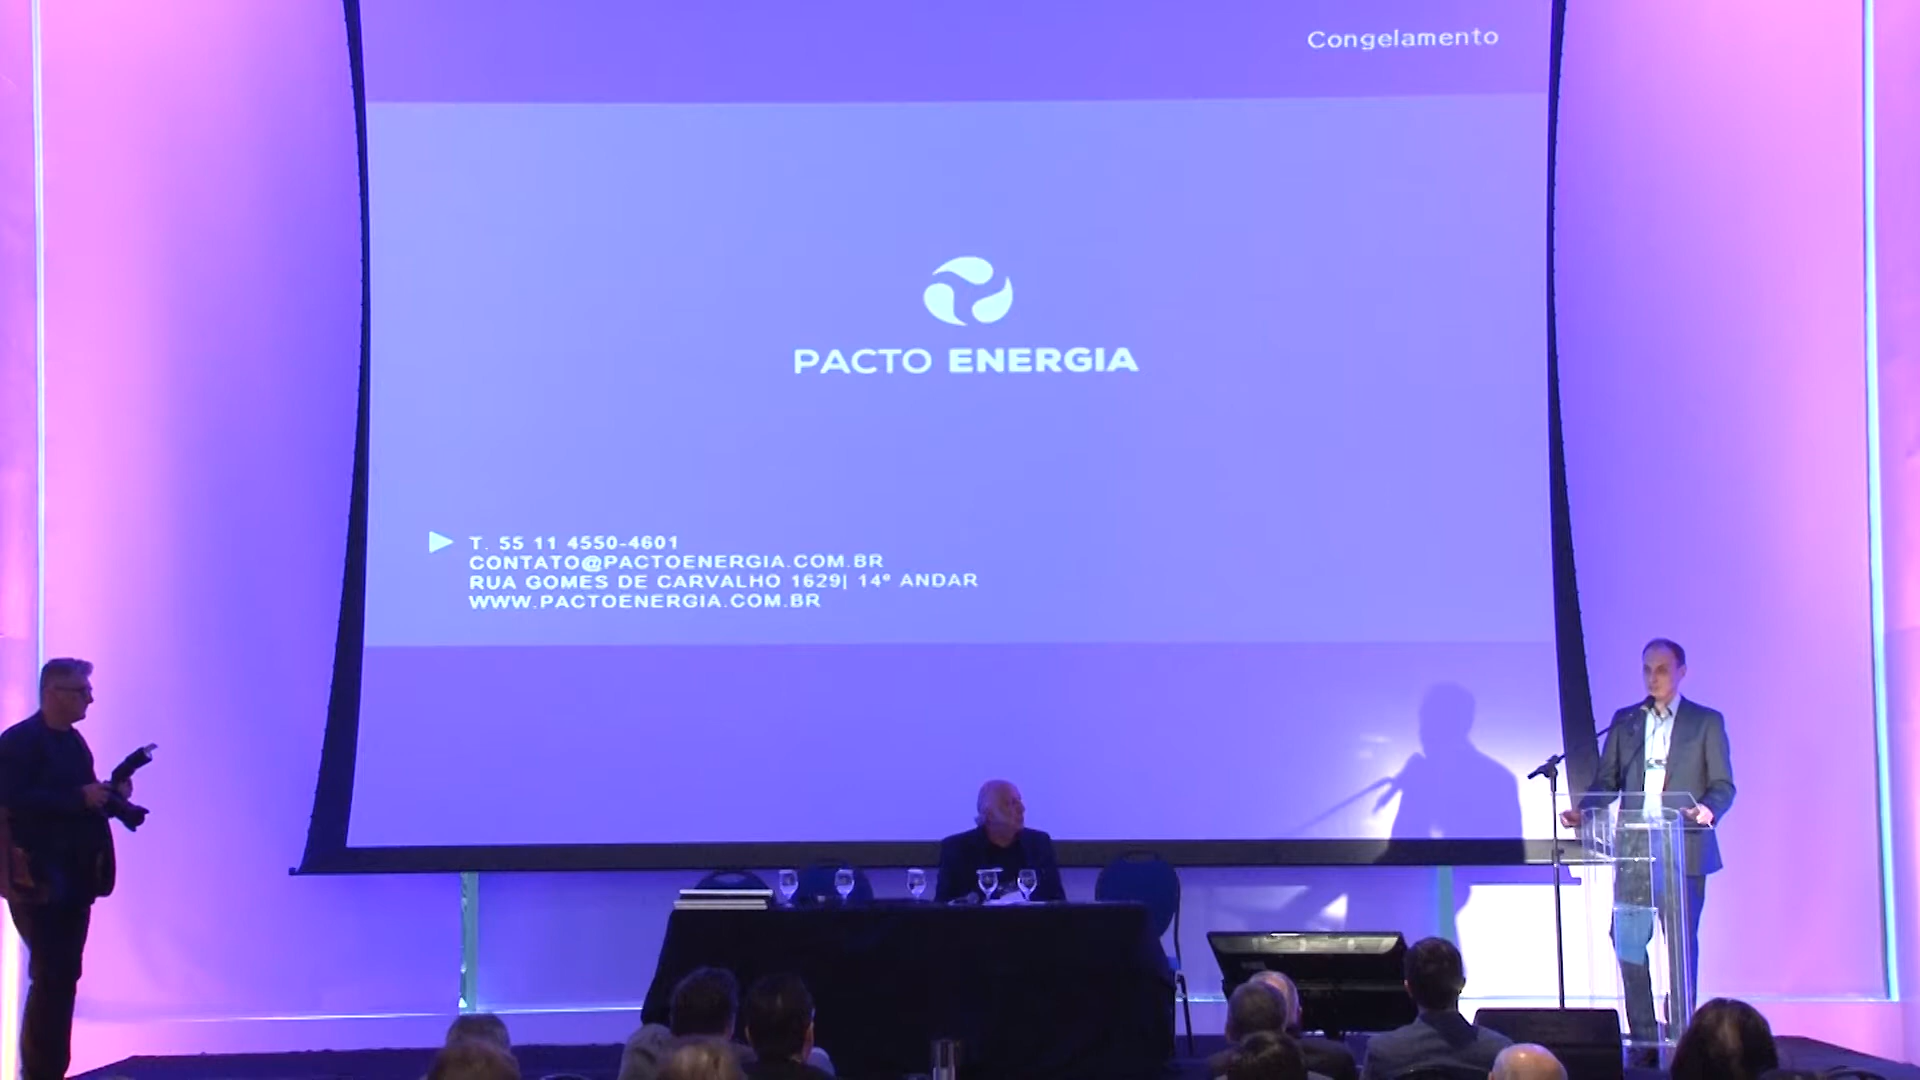 Congelamento
PACTO ENERGIA
T. 55 11 4550-4601
CONTATO@PACTOENERGIA.COM.BR
RUA GOMES DE CARVALHO 1629| 14º ANDAR
WWW.PACTOENERGIA.COM.BR